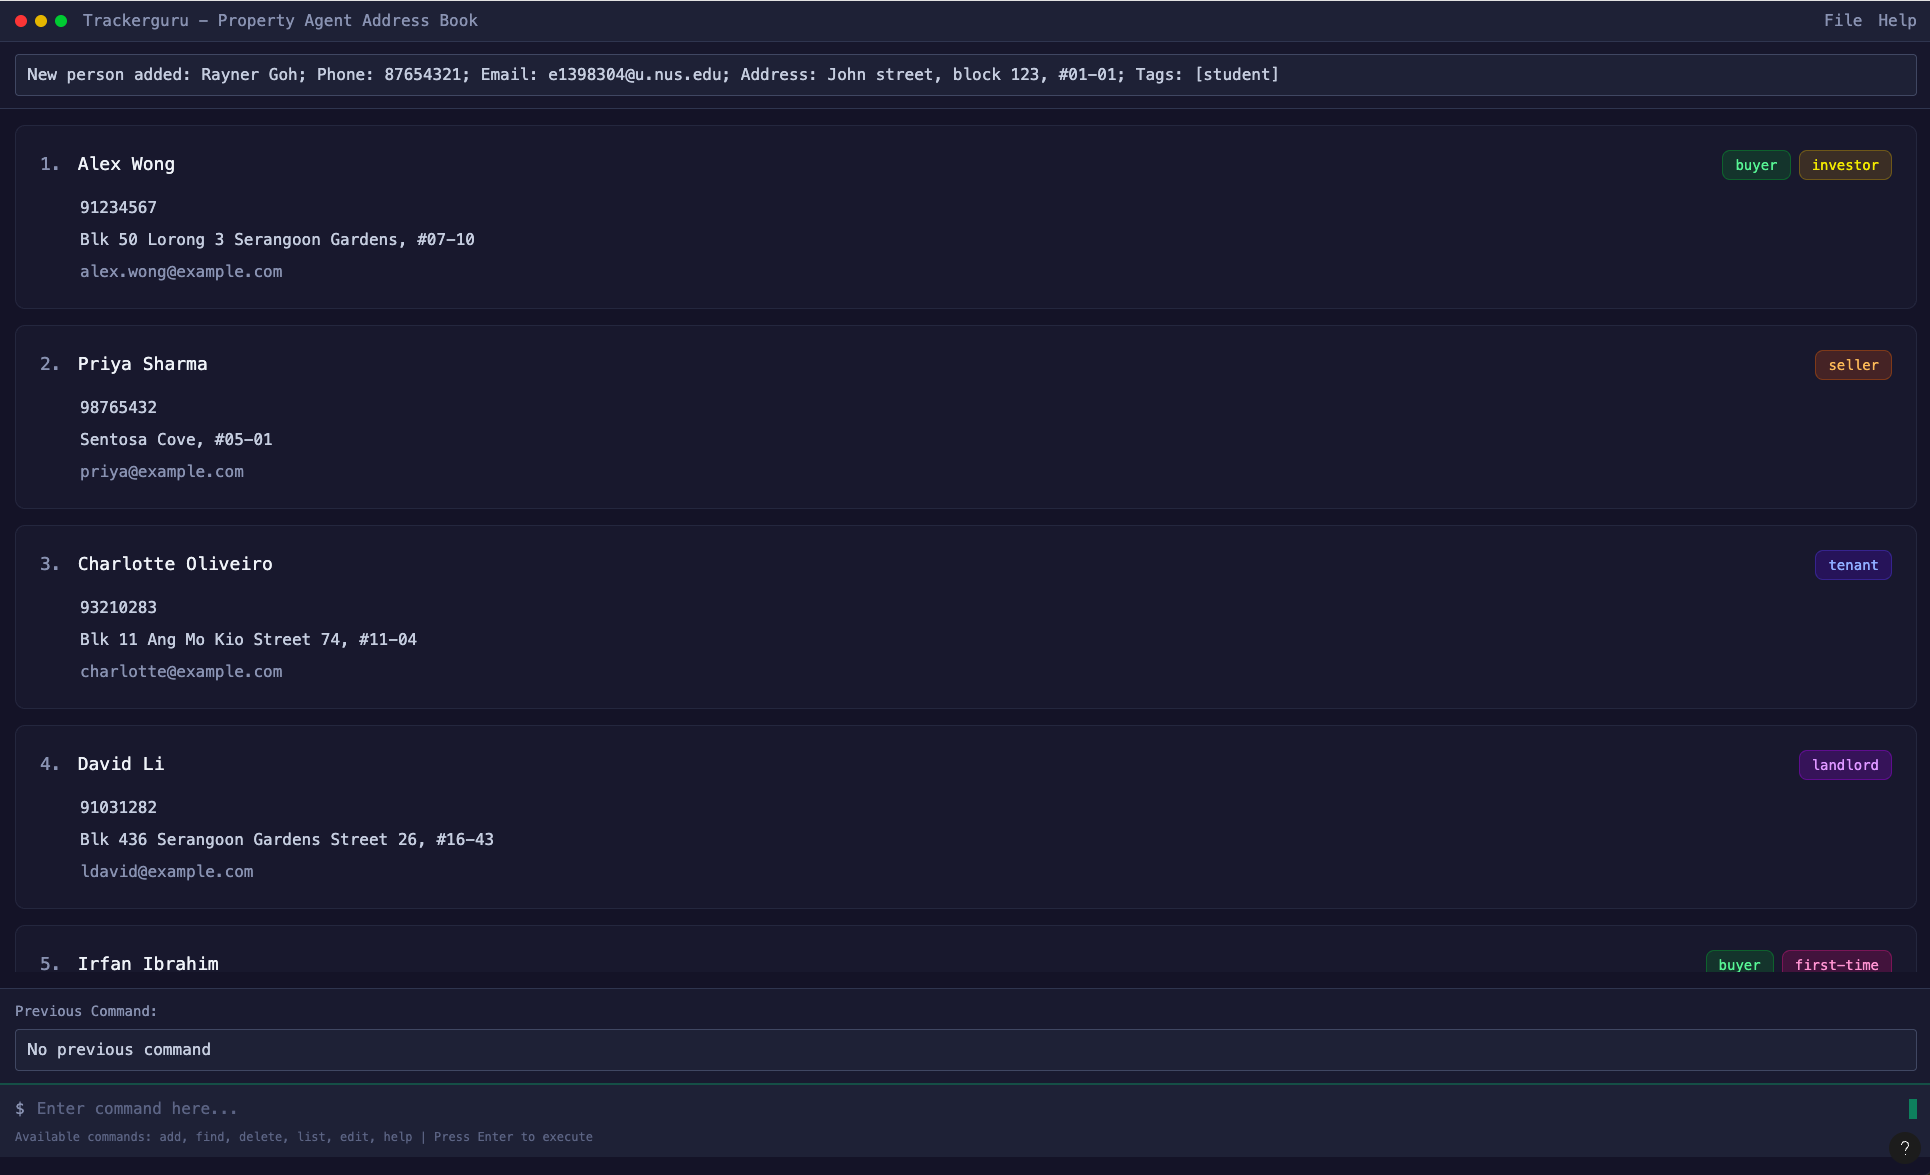 Trackerguru – Property Agent Address Book
File Help
New person added: Rayner Goh; Phone: 87654321; Email: e1398304@u.nus.edu; Address: John street, block 123, #01-01; Tags: [student]
1. Alex Wong buyer investor
91234567
Blk 50 Lorong 3 Serangoon Gardens, #07-10
alex.wong@example.com
2. Priya Sharma seller
98765432
Sentosa Cove, #05-01
priya@example.com
3. Charlotte Oliveiro tenant
93210283
Blk 11 Ang Mo Kio Street 74, #11-04
charlotte@example.com
4. David Li landlord
91031282
Blk 436 Serangoon Gardens Street 26, #16-43
ldavid@example.com
5. Irfan Ibrahim buyer first-time
Previous Command:
No previous command
$ Enter command here...
Available commands: add, find, delete, list, edit, help | Press Enter to execute
?